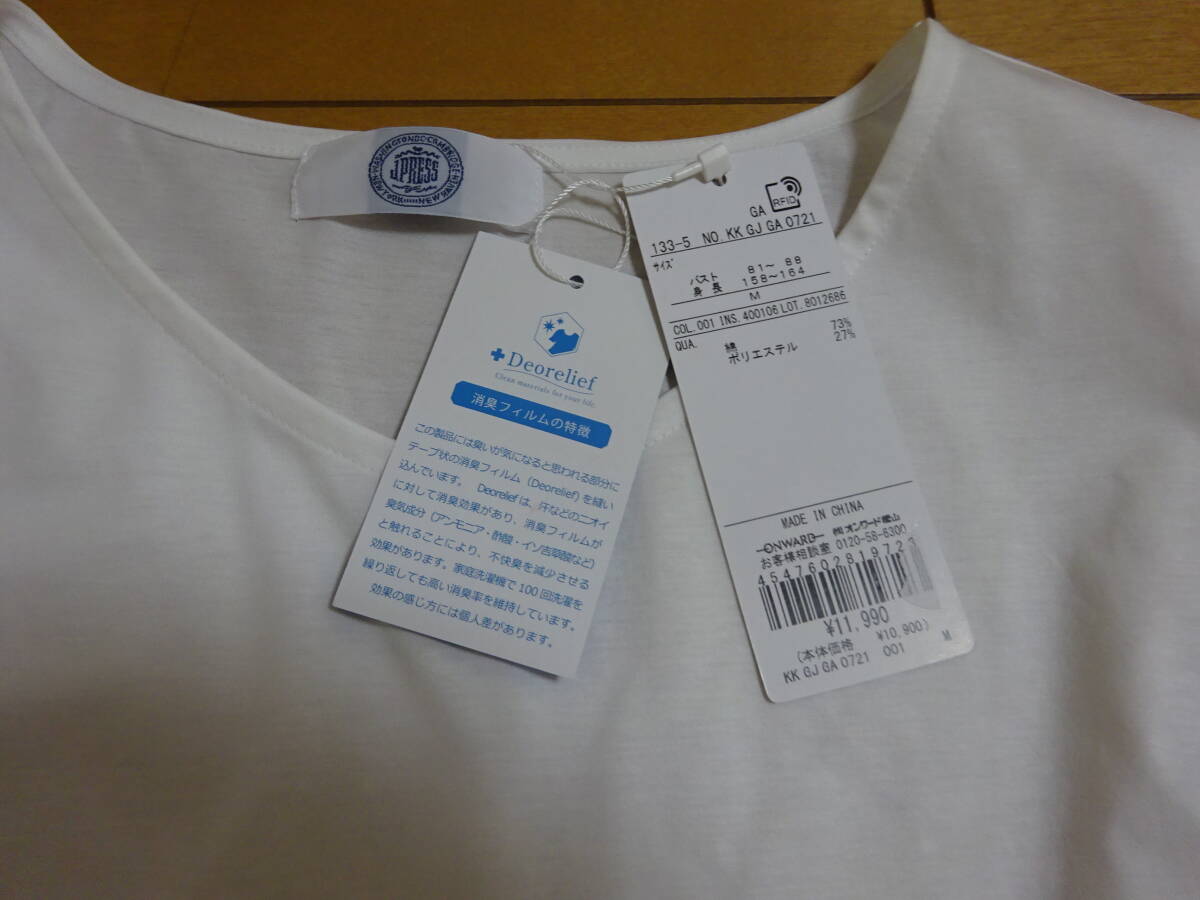 WASHINGTON D.C. CAMBRIDGE
J.PRESS
NEW YORK NEW HAVEN
Deorelief
Clean materials for your life.
消臭フィルムの特徴
この製品には臭いが気になると思われる部分に
テープ状の消臭フィルム（Deorelief）を縫い
込んでいます。 Deoreliefは、汗などのニオイ
に対して消臭効果があり、消臭フィルムが
臭気成分（アンモニア・酢酸・イソ吉草酸など）
と触れることにより、不快臭を減少させる
効果があります。家庭洗濯機で100回洗濯を
繰り返しても高い消臭率を維持しています。
効果の感じ方には個人差があります。
GA RFID
133-5 NO. KK GJ GA 0721
サイズ
バスト 81～ 88
身長 158～164
M
COL. 001 INS. 400106 LOT. 8012686
QUA. 綿 73%
ポリエステル 27%
MADE IN CHINA
ONWARD ㈱オンワード樫山
お客様相談室 0120-58-6300
¥11,990
（本体価格 ¥10,900）
KK GJ GA 0721 001 M